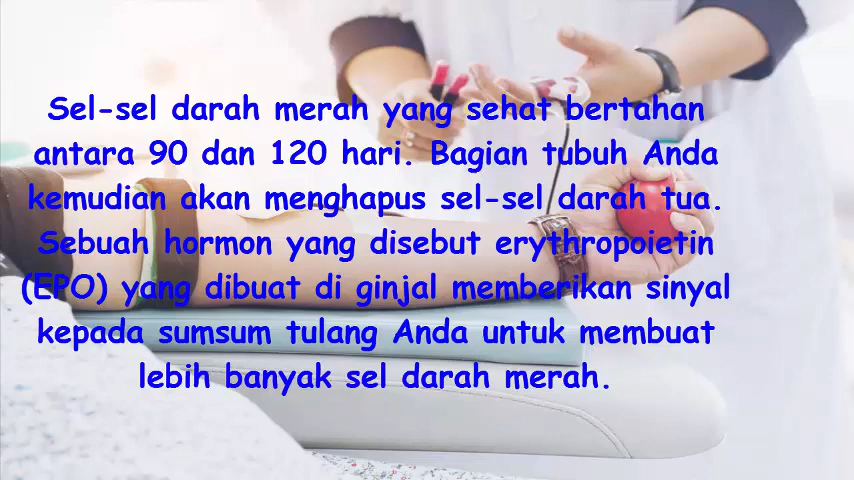 Sel-sel darah merah yang sehat bertahan
antara 90 dan 120 hari. Bagian tubuh Anda
kemudian akan menghapus sel-sel darah tua.
Sebuah hormon yang disebut erythropoietin
(EPO) yang dibuat di ginjal memberikan sinyal
kepada sumsum tulang Anda untuk membuat
lebih banyak sel darah merah.